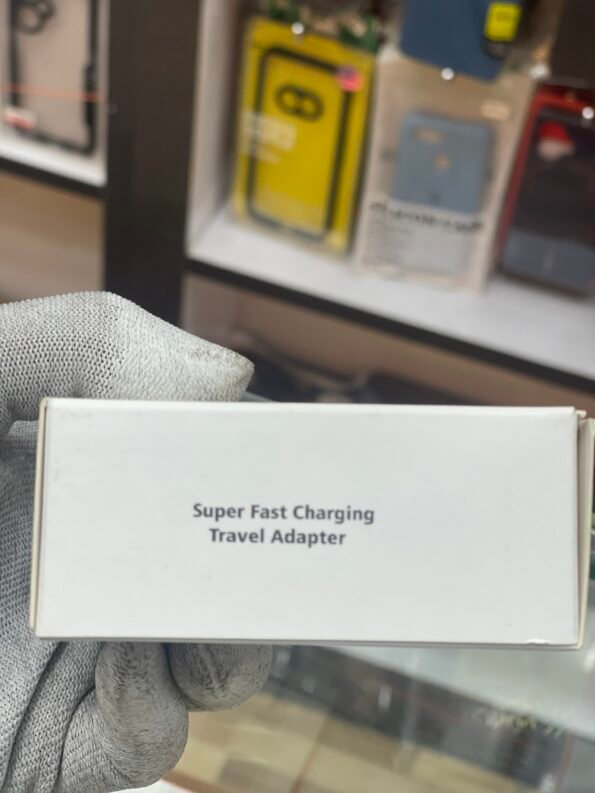 Super Fast Charging
Travel Adapter